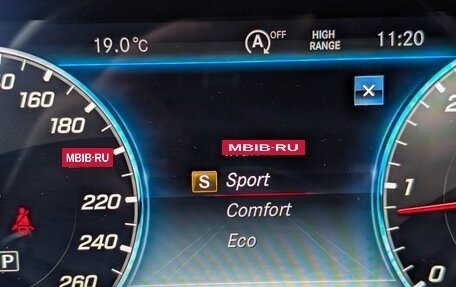 19.0°C
A OFF
HIGH
RANGE
11:20
160
180
MBIB-RU
MBIB-RU
S Sport
Comfort
Eco
220
240
260
P
2
1
0